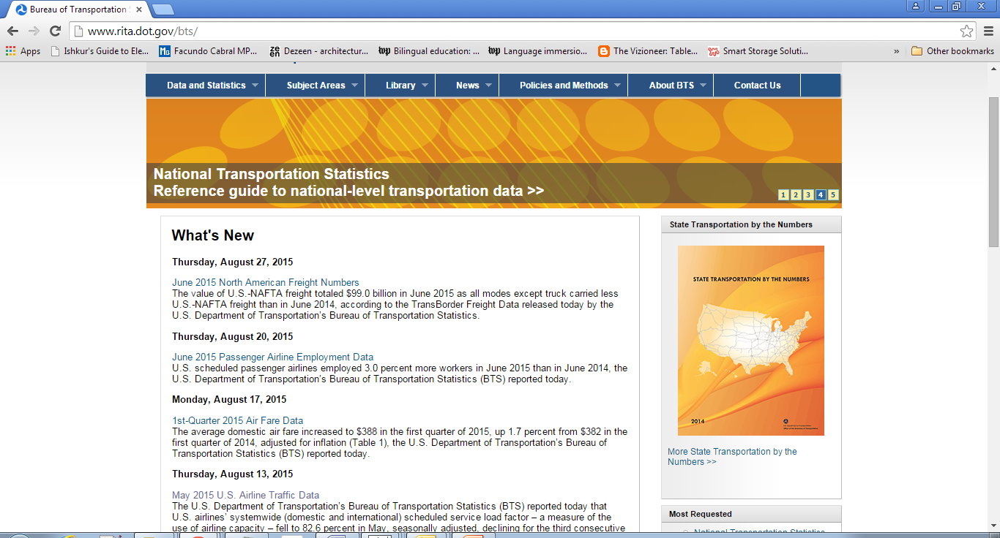 Bureau of Transportation
www.rita.dot.gov/bts/
Apps
Ishkur's Guide to Ele...
Facundo Cabral MP...
Dezeen - architectur...
Bilingual education: ...
Language immersio...
The Vizioneer: Table...
Smart Storage Soluti...
»
Other bookmarks
Data and Statistics
Subject Areas
Library
News
Policies and Methods
About BTS
Contact Us
National Transportation Statistics
Reference guide to national-level transportation data >>
1 2 3 4 5
What's New
Thursday, August 27, 2015
June 2015 North American Freight Numbers
The value of U.S.-NAFTA freight totaled $99.0 billion in June 2015 as all modes except truck carried less
U.S.-NAFTA freight than in June 2014, according to the TransBorder Freight Data released today by the
U.S. Department of Transportation's Bureau of Transportation Statistics.
Thursday, August 20, 2015
June 2015 Passenger Airline Employment Data
U.S. scheduled passenger airlines employed 3.0 percent more workers in June 2015 than in June 2014, the
U.S. Department of Transportation's Bureau of Transportation Statistics (BTS) reported today.
Monday, August 17, 2015
1st-Quarter 2015 Air Fare Data
The average domestic air fare increased to $388 in the first quarter of 2015, up 1.7 percent from $382 in the
first quarter of 2014, adjusted for inflation (Table 1), the U.S. Department of Transportation's Bureau of
Transportation Statistics (BTS) reported today.
Thursday, August 13, 2015
May 2015 U.S. Airline Traffic Data
The U.S. Department of Transportation's Bureau of Transportation Statistics (BTS) reported today that
U.S. airlines' systemwide (domestic and international) scheduled service load factor – a measure of the
use of airline capacity – fell to 82.6 percent in May, seasonally adjusted, declining for the third consecutive
State Transportation by the Numbers
STATE TRANSPORTATION BY THE NUMBERS
2014
More State Transportation by the
Numbers >>
Most Requested
National Transportation Statistics